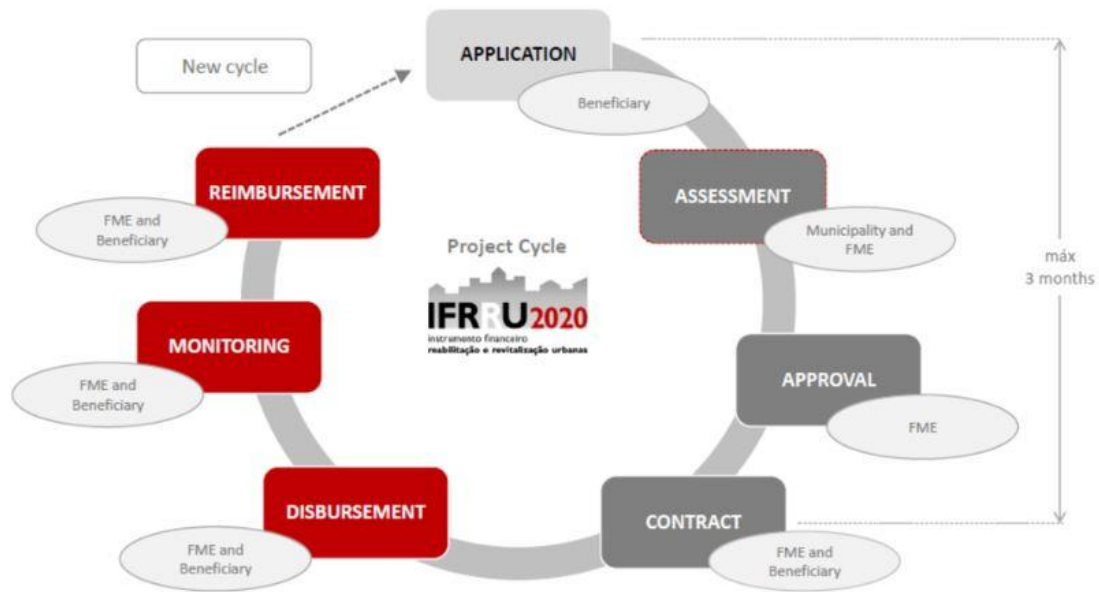 New cycle
APPLICATION
Beneficiary
ASSESSMENT
Municipality and
FME
máx
3 months
APPROVAL
FME
CONTRACT
FME and
Beneficiary
DISBURSEMENT
FME and
Beneficiary
MONITORING
FME and
Beneficiary
REIMBURSEMENT
FME and
Beneficiary
Project Cycle
IFRRU2020
instrumento financeiro
reabilitação e revitalização urbanas